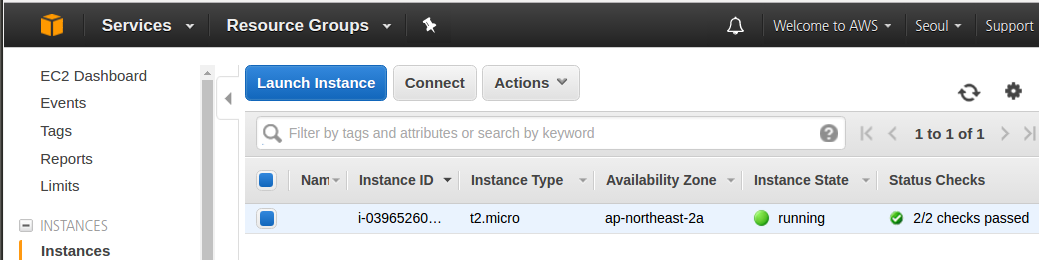 Services Resource Groups Welcome to AWS Seoul Support
EC2 Dashboard
Events
Tags
Reports
Limits
INSTANCES
Instances
Launch Instance Connect Actions
Filter by tags and attributes or search by keyword ? 1 to 1 of 1
Nam Instance ID Instance Type Availability Zone Instance State Status Checks
i-03965260... t2.micro ap-northeast-2a running 2/2 checks passed